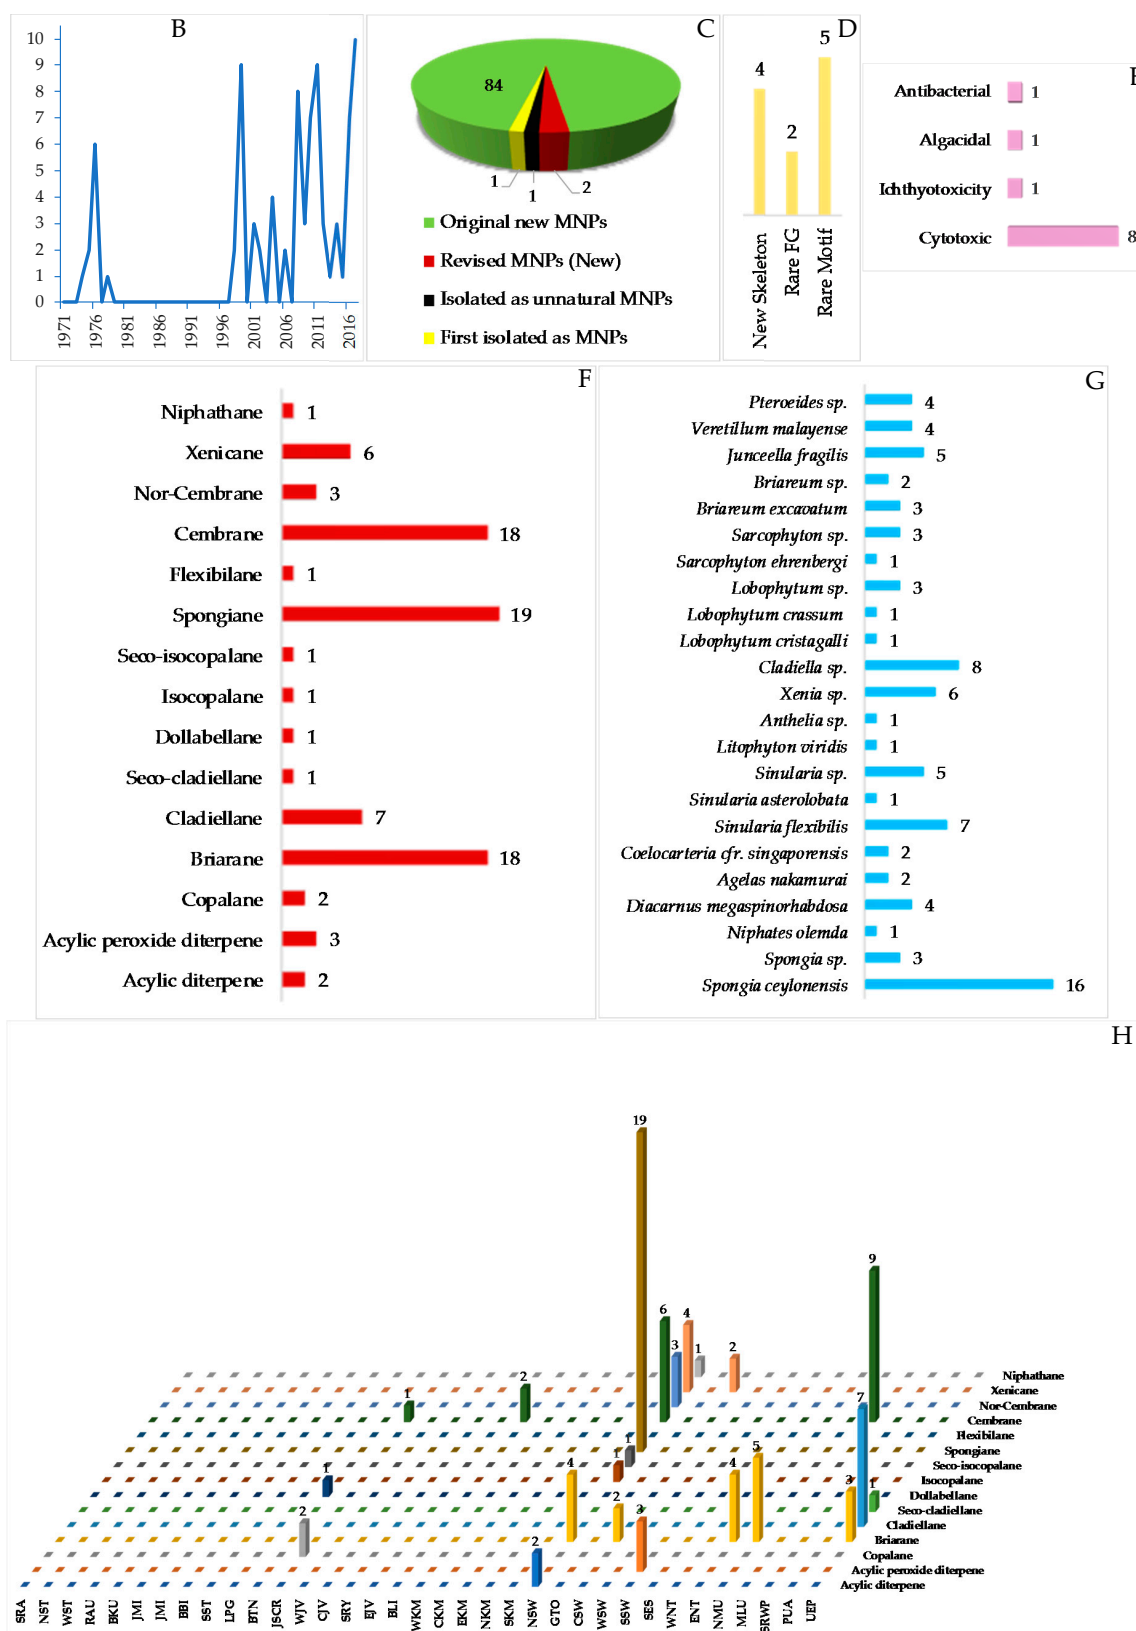 B
10
9
8
7
6
5
4
3
2
1
0
1971
1976
1981
1986
1991
1996
2001
2006
2011
2016
C
84
1
1
2
Original new MNPs
Revised MNPs (New)
Isolated as unnatural MNPs
First isolated as MNPs
D
4
2
5
New Skeleton
Rare FG
Rare Motif
Antibacterial 1
Algacidal 1
Ichthyotoxicity 1
Cytotoxic 8
F
Niphathane 1
Xenicane 6
Nor-Cembrane 3
Cembrane 18
Flexibilane 1
Spongiane 19
Seco-isocopalane 1
Isocopalane 1
Dollabellane 1
Seco-cladiellane 1
Cladiellane 7
Briarane 18
Copalane 2
Acylic peroxide diterpene 3
Acylic diterpene 2
G
Pteroeides sp. 4
Veretillum malayense 4
Junceella fragilis 5
Briareum sp. 2
Briareum excavatum 3
Sarcophyton sp. 3
Sarcophyton ehrenbergi 1
Lobophytum sp. 3
Lobophytum crassum 1
Lobophytum cristagalli 1
Cladiella sp. 8
Xenia sp. 6
Anthelia sp. 1
Litophyton viridis 1
Sinularia sp. 5
Sinularia asterolobata 1
Sinularia flexibilis 7
Coelocarteria cfr. singaporensis 2
Agelas nakamurai 2
Diacarnus megaspinorhabdosa 4
Niphates olemda 1
Spongia sp. 3
Spongia ceylonensis 16
H
19
9
6
4
3
1
2
2
1
7
1
1
5
4
4
1
3
1
2
3
2
2
Niphathane
Xenicane
Nor-Cembrane
Cembrane
Flexibilane
Spongiane
Seco-isocopalane
Isocopalane
Dollabellane
Seco-cladiellane
Cladiellane
Briarane
Copalane
Acylic peroxide diterpene
Acylic diterpene
SRA
NST
WST
RAU
BKU
JMI
JMI
BBI
SST
LPG
BTN
JSCR
WJV
CJV
SRY
EJV
BLI
WKM
CKM
EKM
NKM
SKM
NSW
GTO
CSW
WSW
SSW
SES
WNT
ENT
NMU
MLU
SRWP
PUA
UEP